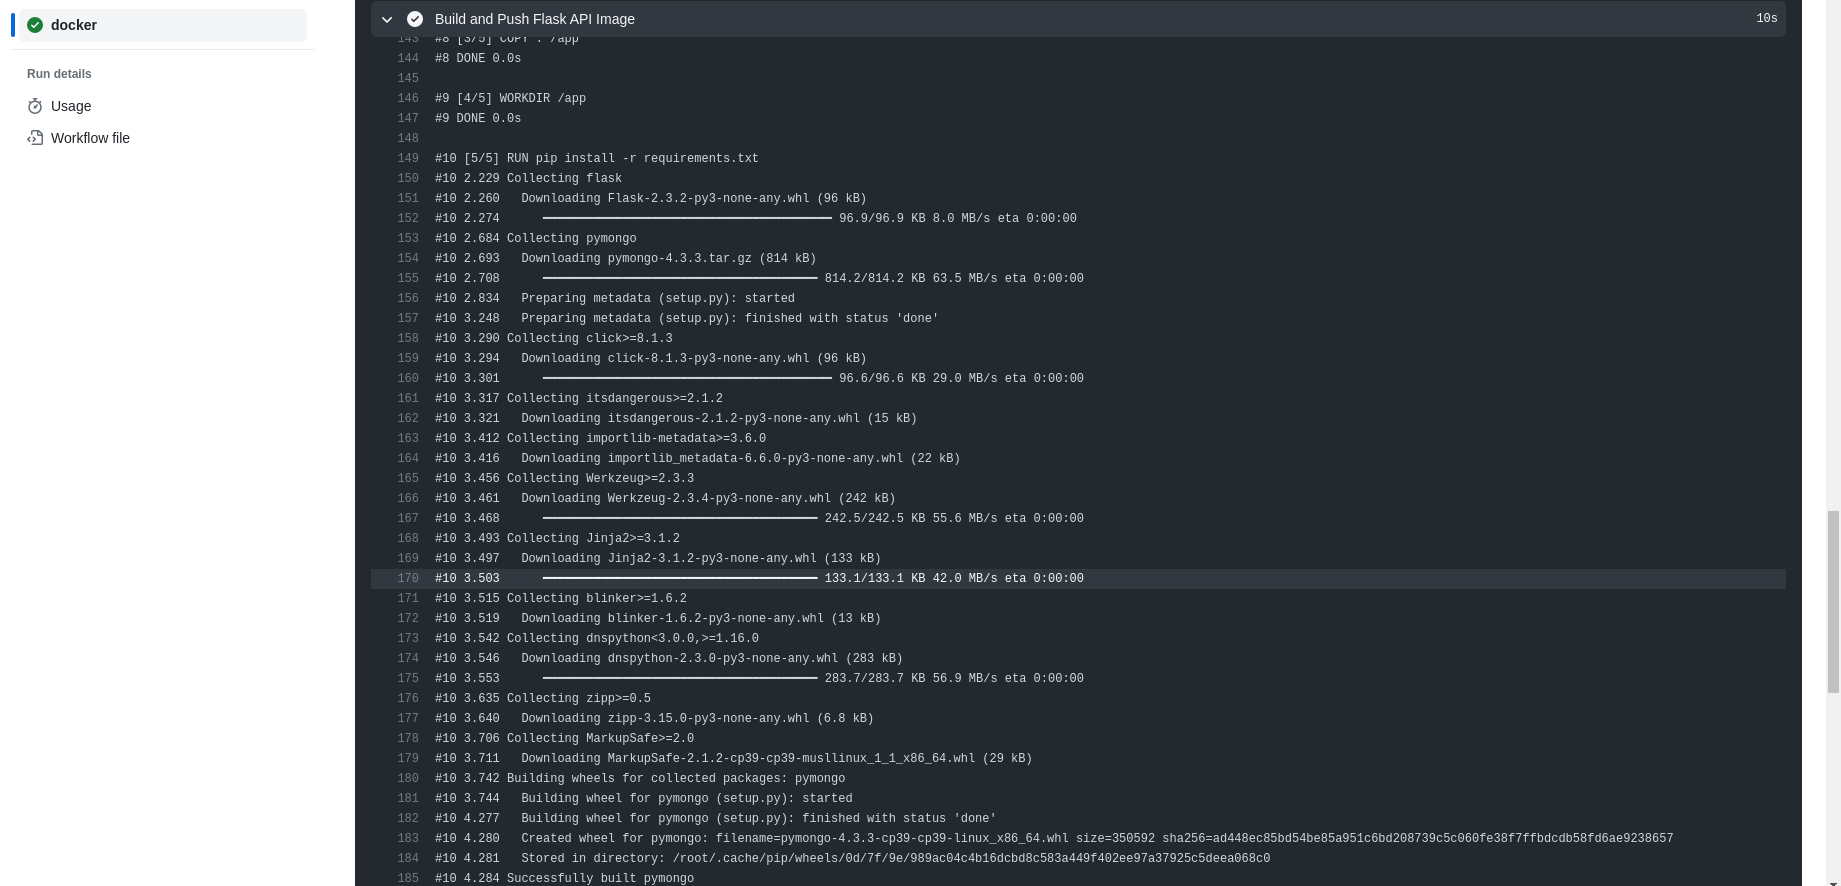 docker
Run details
Usage
Workflow file
Build and Push Flask API Image 10s
143 #8 [3/5] COPY . /app
144 #8 DONE 0.0s
145
146 #9 [4/5] WORKDIR /app
147 #9 DONE 0.0s
148
149 #10 [5/5] RUN pip install -r requirements.txt
150 #10 2.229 Collecting flask
151 #10 2.260   Downloading Flask-2.3.2-py3-none-any.whl (96 kB)
152 #10 2.274      ━━━━━━━━━━━━━━━━━━━━━━━━━━━━━━━━━━━━━━━━ 96.9/96.9 KB 8.0 MB/s eta 0:00:00
153 #10 2.684 Collecting pymongo
154 #10 2.693   Downloading pymongo-4.3.3.tar.gz (814 kB)
155 #10 2.708      ━━━━━━━━━━━━━━━━━━━━━━━━━━━━━━━━━━━━━━ 814.2/814.2 KB 63.5 MB/s eta 0:00:00
156 #10 2.834   Preparing metadata (setup.py): started
157 #10 3.248   Preparing metadata (setup.py): finished with status 'done'
158 #10 3.290 Collecting click>=8.1.3
159 #10 3.294   Downloading click-8.1.3-py3-none-any.whl (96 kB)
160 #10 3.301      ━━━━━━━━━━━━━━━━━━━━━━━━━━━━━━━━━━━━━━━━ 96.6/96.6 KB 29.0 MB/s eta 0:00:00
161 #10 3.317 Collecting itsdangerous>=2.1.2
162 #10 3.321   Downloading itsdangerous-2.1.2-py3-none-any.whl (15 kB)
163 #10 3.412 Collecting importlib-metadata>=3.6.0
164 #10 3.416   Downloading importlib_metadata-6.6.0-py3-none-any.whl (22 kB)
165 #10 3.456 Collecting Werkzeug>=2.3.3
166 #10 3.461   Downloading Werkzeug-2.3.4-py3-none-any.whl (242 kB)
167 #10 3.468      ━━━━━━━━━━━━━━━━━━━━━━━━━━━━━━━━━━━━━━ 242.5/242.5 KB 55.6 MB/s eta 0:00:00
168 #10 3.493 Collecting Jinja2>=3.1.2
169 #10 3.497   Downloading Jinja2-3.1.2-py3-none-any.whl (133 kB)
170 #10 3.503      ━━━━━━━━━━━━━━━━━━━━━━━━━━━━━━━━━━━━━━ 133.1/133.1 KB 42.0 MB/s eta 0:00:00
171 #10 3.515 Collecting blinker>=1.6.2
172 #10 3.519   Downloading blinker-1.6.2-py3-none-any.whl (13 kB)
173 #10 3.542 Collecting dnspython<3.0.0,>=1.16.0
174 #10 3.546   Downloading dnspython-2.3.0-py3-none-any.whl (283 kB)
175 #10 3.553      ━━━━━━━━━━━━━━━━━━━━━━━━━━━━━━━━━━━━━━ 283.7/283.7 KB 56.9 MB/s eta 0:00:00
176 #10 3.635 Collecting zipp>=0.5
177 #10 3.640   Downloading zipp-3.15.0-py3-none-any.whl (6.8 kB)
178 #10 3.706 Collecting MarkupSafe>=2.0
179 #10 3.711   Downloading MarkupSafe-2.1.2-cp39-cp39-musllinux_1_1_x86_64.whl (29 kB)
180 #10 3.742 Building wheels for collected packages: pymongo
181 #10 3.744   Building wheel for pymongo (setup.py): started
182 #10 4.277   Building wheel for pymongo (setup.py): finished with status 'done'
183 #10 4.280   Created wheel for pymongo: filename=pymongo-4.3.3-cp39-cp39-linux_x86_64.whl size=350592 sha256=ad448ec85bd54be85a951c6bd208739c5c060fe38f7ffbdcdb58fd6ae9238657
184 #10 4.281   Stored in directory: /root/.cache/pip/wheels/0d/7f/9e/989ac04c4b16dcbd8c583a449f402ee97a37925c5deea068c0
185 #10 4.284 Successfully built pymongo